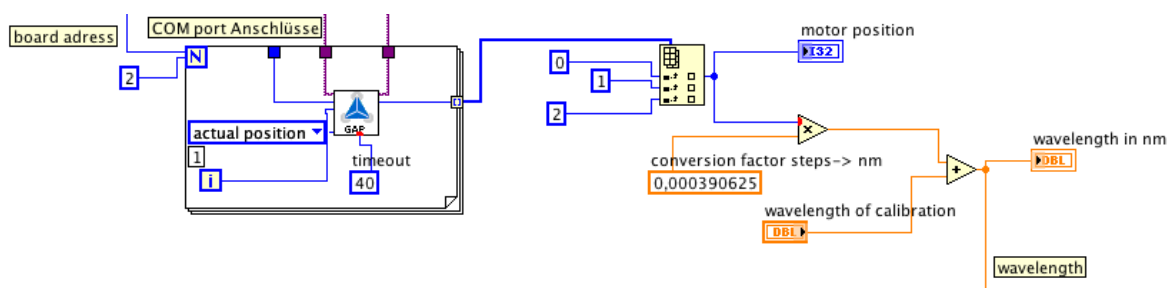 COM port Anschlüsse
board adress
motor position
N
I32
2
0
1
2
actual position
GAP
1
timeout
i
40
conversion factor steps-> nm
0,000390625
x
+
wavelength in nm
DBL
wavelength of calibration
DBL
wavelength